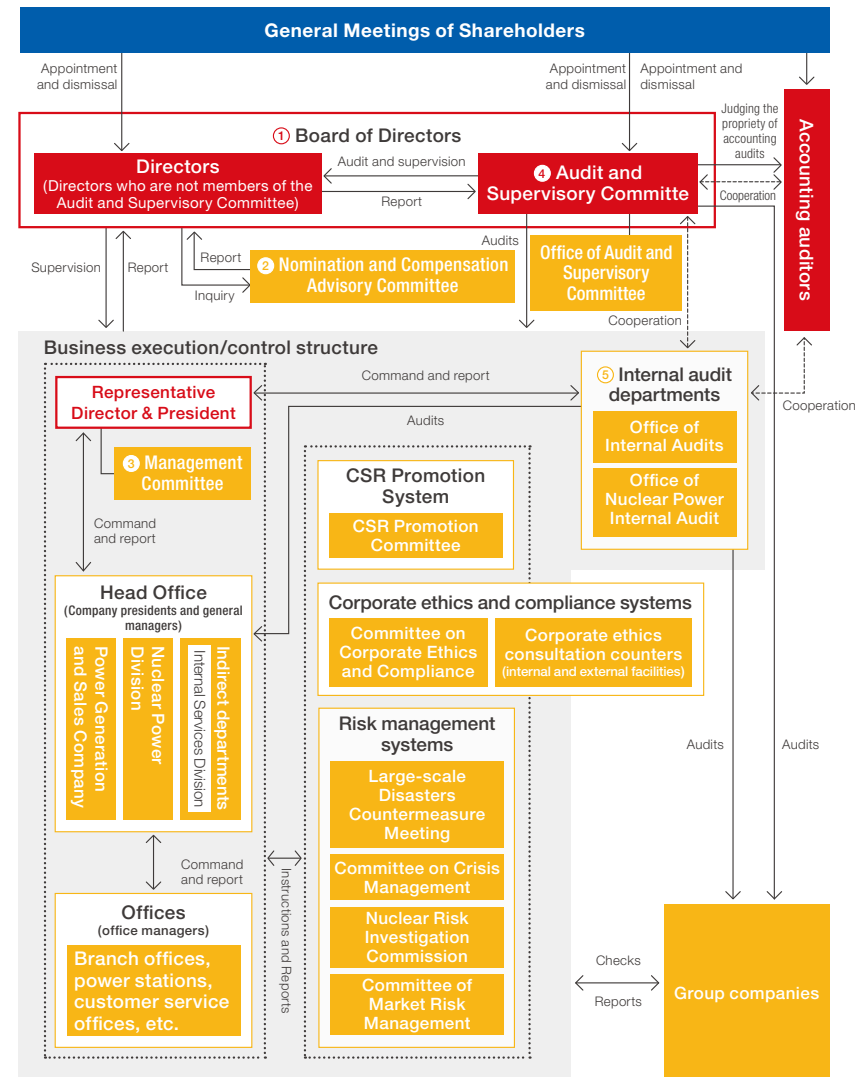 General Meetings of Shareholders
Appointment
and dismissal
Appointment
and dismissal
Appointment and
dismissal
Judging the
propriety of
accounting
audits
① Board of Directors
Directors
(Directors who are not members of the
Audit and Supervisory Committee)
Audit and supervision
Report
④ Audit and
Supervisory Committe
Cooperation
Accounting auditors
Supervision
Report
Report
Inquiry
② Nomination and Compensation
Advisory Committee
Audits
Office of Audit and
Supervisory
Committee
Cooperation
Business execution/control structure
Representative
Director & President
Command and report
Audits
⑤ Internal audit
departments
Office of
Internal Audits
Office of
Nuclear Power
Internal Audit
Cooperation
③ Management
Committee
Command
and report
CSR Promotion
System
CSR Promotion
Committee
Head Office
(Company presidents and general
managers)
Power Generation
and Sales Company
Nuclear Power
Division
Indirect departments
Internal Services Division
Corporate ethics and compliance systems
Committee on
Corporate Ethics
and Compliance
Corporate ethics
consultation counters
(internal and external facilities)
Risk management
systems
Large-scale
Disasters
Countermeasure
Meeting
Committee on Crisis
Management
Nuclear Risk
Investigation
Commission
Committee of
Market Risk
Management
Audits
Audits
Command
and report
Instructions and Reports
Offices
(office managers)
Branch offices,
power stations,
customer service
offices, etc.
Checks
Reports
Group companies